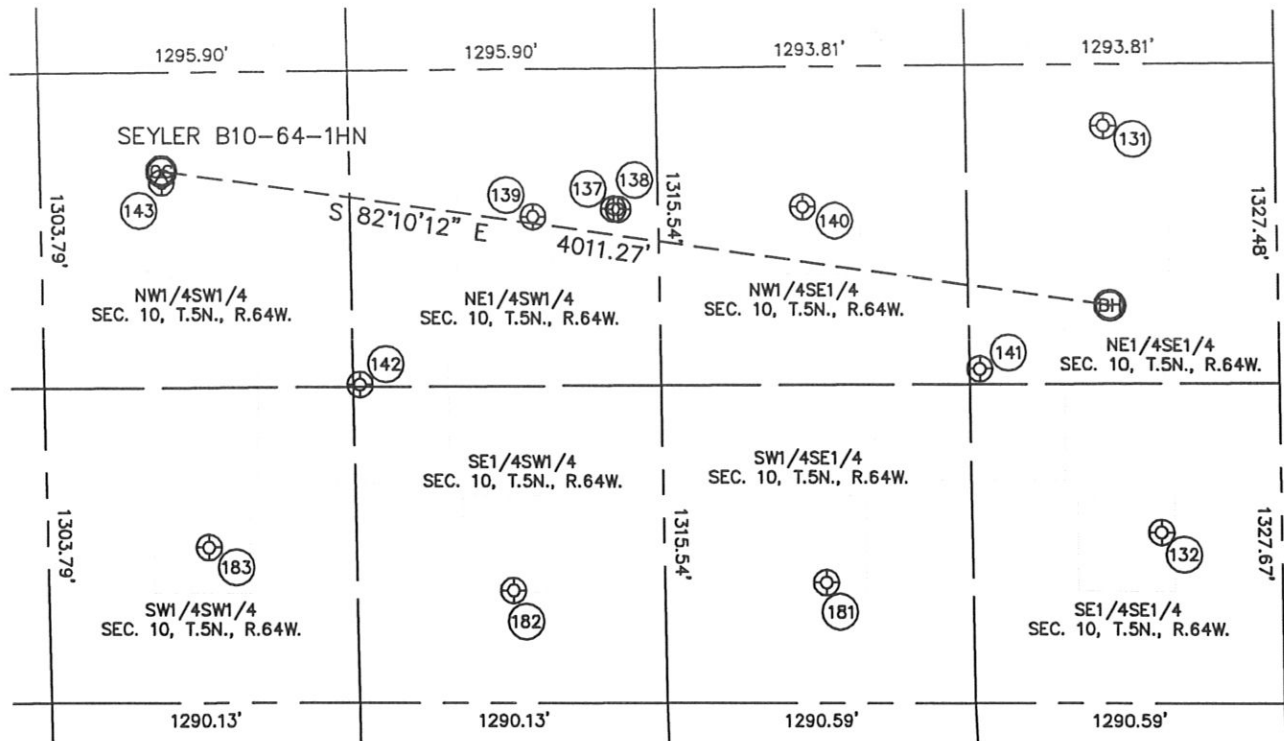 1295.90'
1295.90'
1293.81'
1293.81'
SEYLER B10-64-1HN
131
139
137
138
143
140
S 82°10'12" E
4011.27'
1303.79'
1315.54'
1327.48'
BH
NW1/4SW1/4
SEC. 10, T.5N., R.64W.
NE1/4SW1/4
SEC. 10, T.5N., R.64W.
NW1/4SE1/4
SEC. 10, T.5N., R.64W.
NE1/4SE1/4
SEC. 10, T.5N., R.64W.
142
141
SE1/4SW1/4
SEC. 10, T.5N., R.64W.
SW1/4SE1/4
SEC. 10, T.5N., R.64W.
1303.79'
1315.54'
1327.67'
183
182
181
132
SW1/4SW1/4
SEC. 10, T.5N., R.64W.
SE1/4SE1/4
SEC. 10, T.5N., R.64W.
1290.13'
1290.13'
1290.59'
1290.59'